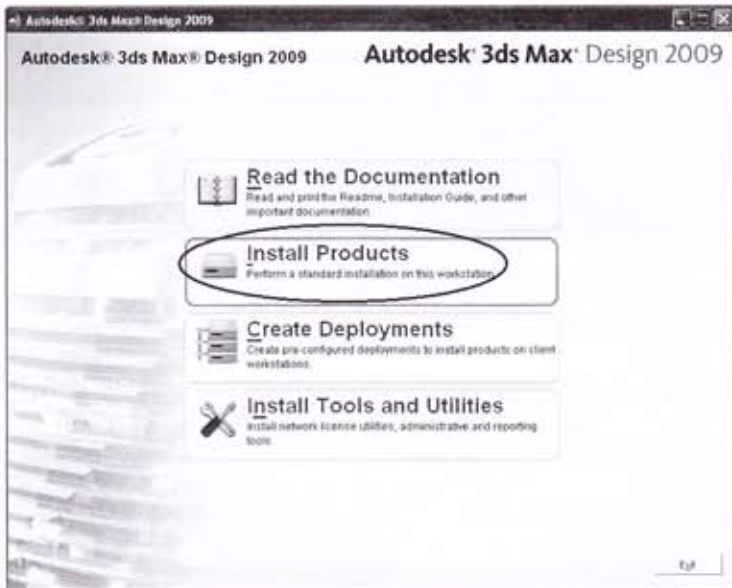 Autodesk® 3ds Max® Design 2009
Autodesk® 3ds Max® Design 2009
Autodesk® 3ds Max® Design 2009
Read the Documentation
Read and print the Readme, Installation Guide, and other
important documentation
Install Products
Perform a standard installation on this workstation.
Create Deployments
Create pre-configured deployments to install products on client
workstations.
Install Tools and Utilities
Install network license utilities, administrative and reporting
tools.
Exit